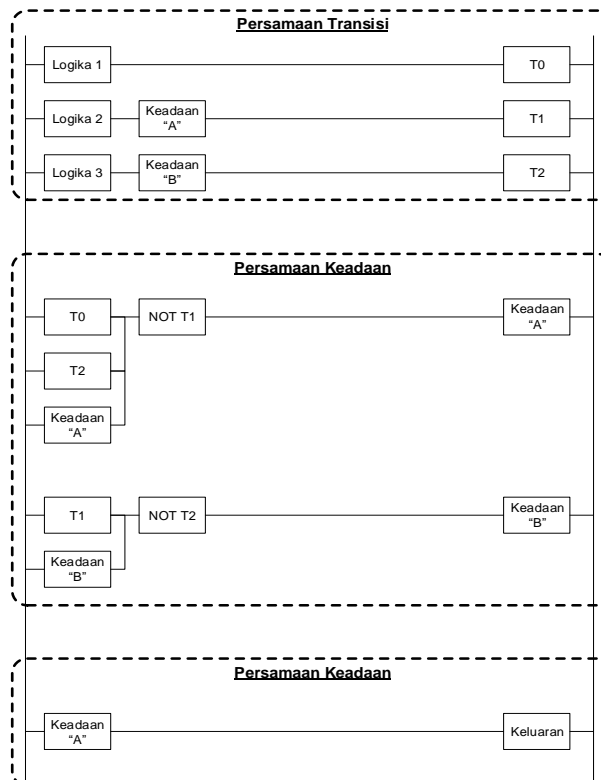 Persamaan Transisi
Logika 1
T0
Logika 2
Keadaan
“A”
T1
Logika 3
Keadaan
“B”
T2
Persamaan Keadaan
T0
NOT T1
Keadaan
“A”
T2
Keadaan
“A”
T1
NOT T2
Keadaan
“B”
Keadaan
“B”
Persamaan Keadaan
Keadaan
“A”
Keluaran